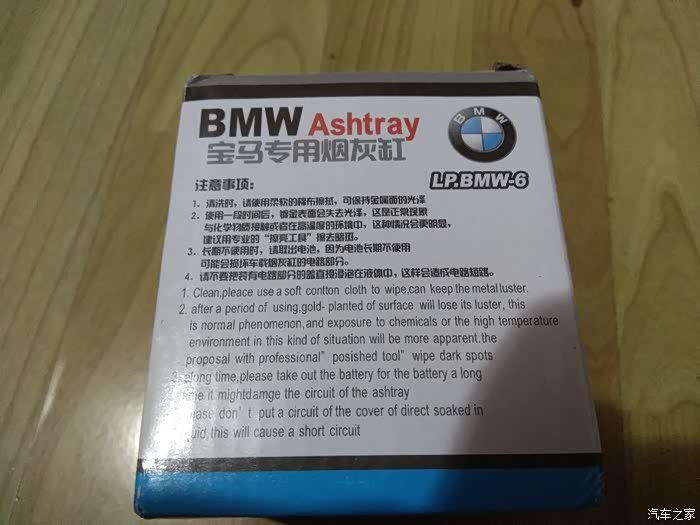 BMW Ashtray
BMW
宝马专用烟灰缸
LP.BMW-6
注意事项：
1、清洗时，请使用柔软的棉布擦拭，可保持金属面的光泽
2、使用一段时间后，镀金表面会失去光泽，这是正常现象
与化学物质接触或者在高温度的环境中，这种情况会更明显，
建议用专业的“擦亮工具”擦去暗斑。
3、长期不使用时，请取出电池，因为电池长期不使用
可能会损坏车载烟灰缸的电路部分。
4、请不要把装有电路部分的盖直接浸泡在液体中，这样会造成电路短路。
1. Clean,pleace use a soft contton cloth to wipe,can keep the metal luster.
2. after a period of using,gold- planted of surface will lose its luster, this
is normal phenomenon,and exposure to chemicals or the high temperature
environment in this kind of situation will be more apparent.the
proposal with professional” posished tool” wipe dark spots
3. along time,please take out the battery for the battery a long
time it mightdamge the circuit of the ashtray
ease don’t put a circuit of the cover of direct soaked in
uid,this will cause a short circuit
汽车之家